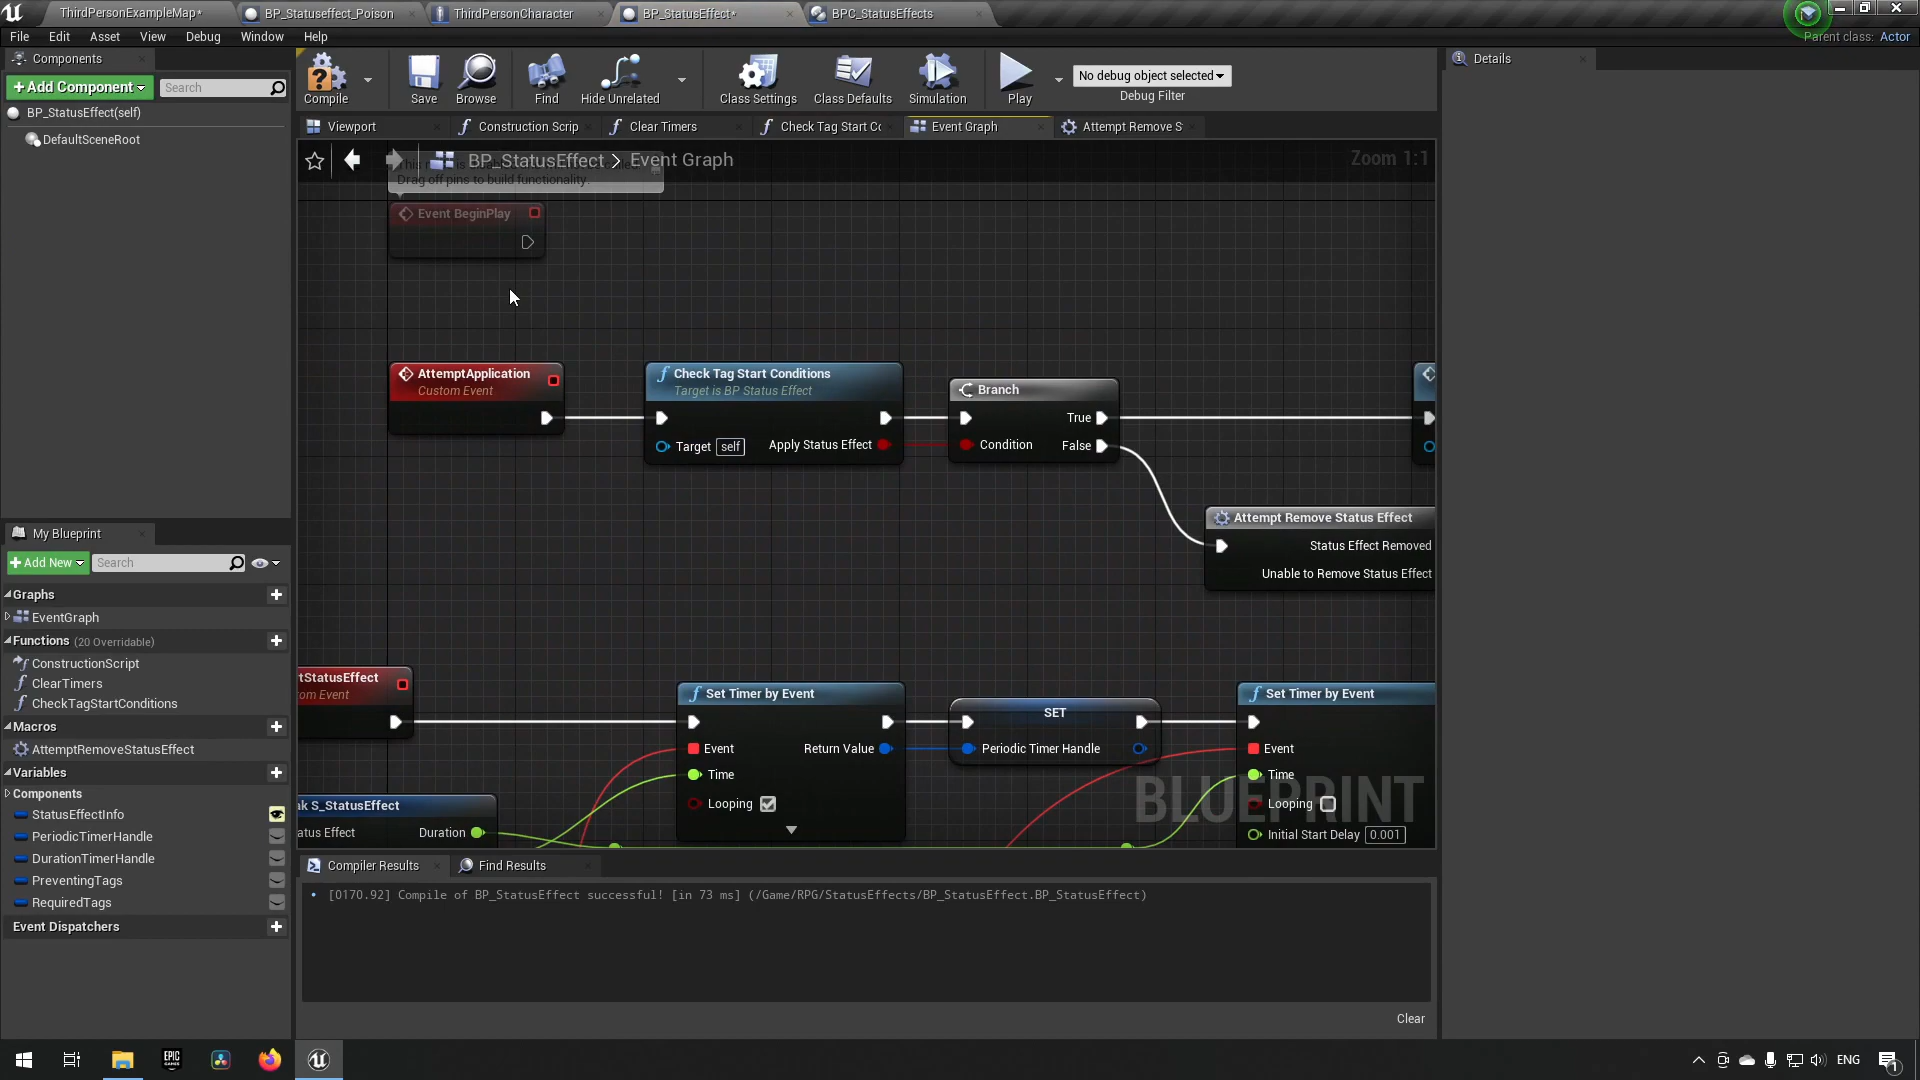 ThirdPersonExampleMap*
BP_Statuseffect_Poison
ThirdPersonCharacter
BP_StatusEffect*
BPC_StatusEffects
File Edit Asset View Debug Window Help
Parent class: Actor
Components
+Add Component
Search
BP_StatusEffect(self)
DefaultSceneRoot
Compile
Save
Browse
Find
Hide Unrelated
Class Settings
Class Defaults
Simulation
Play
No debug object selected
Debug Filter
Details
Viewport
Construction Scrip
Clear Timers
Check Tag Start Co
Event Graph
Attempt Remove S
BP_StatusEffect > Event Graph
Zoom 1:1
Drag off pins to build functionality.
Event BeginPlay
AttemptApplication
Custom Event
Check Tag Start Conditions
Target is BP Status Effect
Target self
Apply Status Effect
Branch
True
Condition
False
Attempt Remove Status Effect
Status Effect Removed
Unable to Remove Status Effect
tStatusEffect
om Event
Set Timer by Event
Event
Return Value
Time
Looping
SET
Periodic Timer Handle
Set Timer by Event
Event
Time
Looping
Initial Start Delay 0.001
ak S_StatusEffect
atus Effect
Duration
BLUEPRINT
My Blueprint
+Add New
Search
Graphs
EventGraph
Functions (20 Overridable)
ConstructionScript
ClearTimers
CheckTagStartConditions
Macros
AttemptRemoveStatusEffect
Variables
Components
StatusEffectInfo
PeriodicTimerHandle
DurationTimerHandle
PreventingTags
RequiredTags
Event Dispatchers
Compiler Results
Find Results
[0170.92] Compile of BP_StatusEffect successful! [in 73 ms] (/Game/RPG/StatusEffects/BP_StatusEffect.BP_StatusEffect)
Clear
EPIC
GAMES
ENG
1